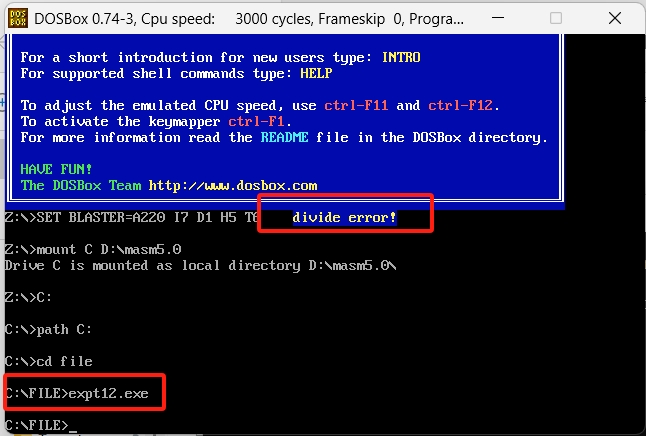 DOSBox 0.74-3, Cpu speed: 3000 cycles, Frameskip 0, Progra...
For a short introduction for new users type: INTRO
For supported shell commands type: HELP
To adjust the emulated CPU speed, use ctrl-F11 and ctrl-F12.
To activate the keymapper ctrl-F1.
For more information read the README file in the DOSBox directory.
HAVE FUN!
The DOSBox Team http://www.dosbox.com
Z:\>SET BLASTER=A220 I7 D1 H5 T6 divide error!
Z:\>mount C D:\masm5.0
Drive C is mounted as local directory D:\masm5.0\
Z:\>C:
C:\>path C:
C:\>cd file
C:\FILE>expt12.exe
C:\FILE>_